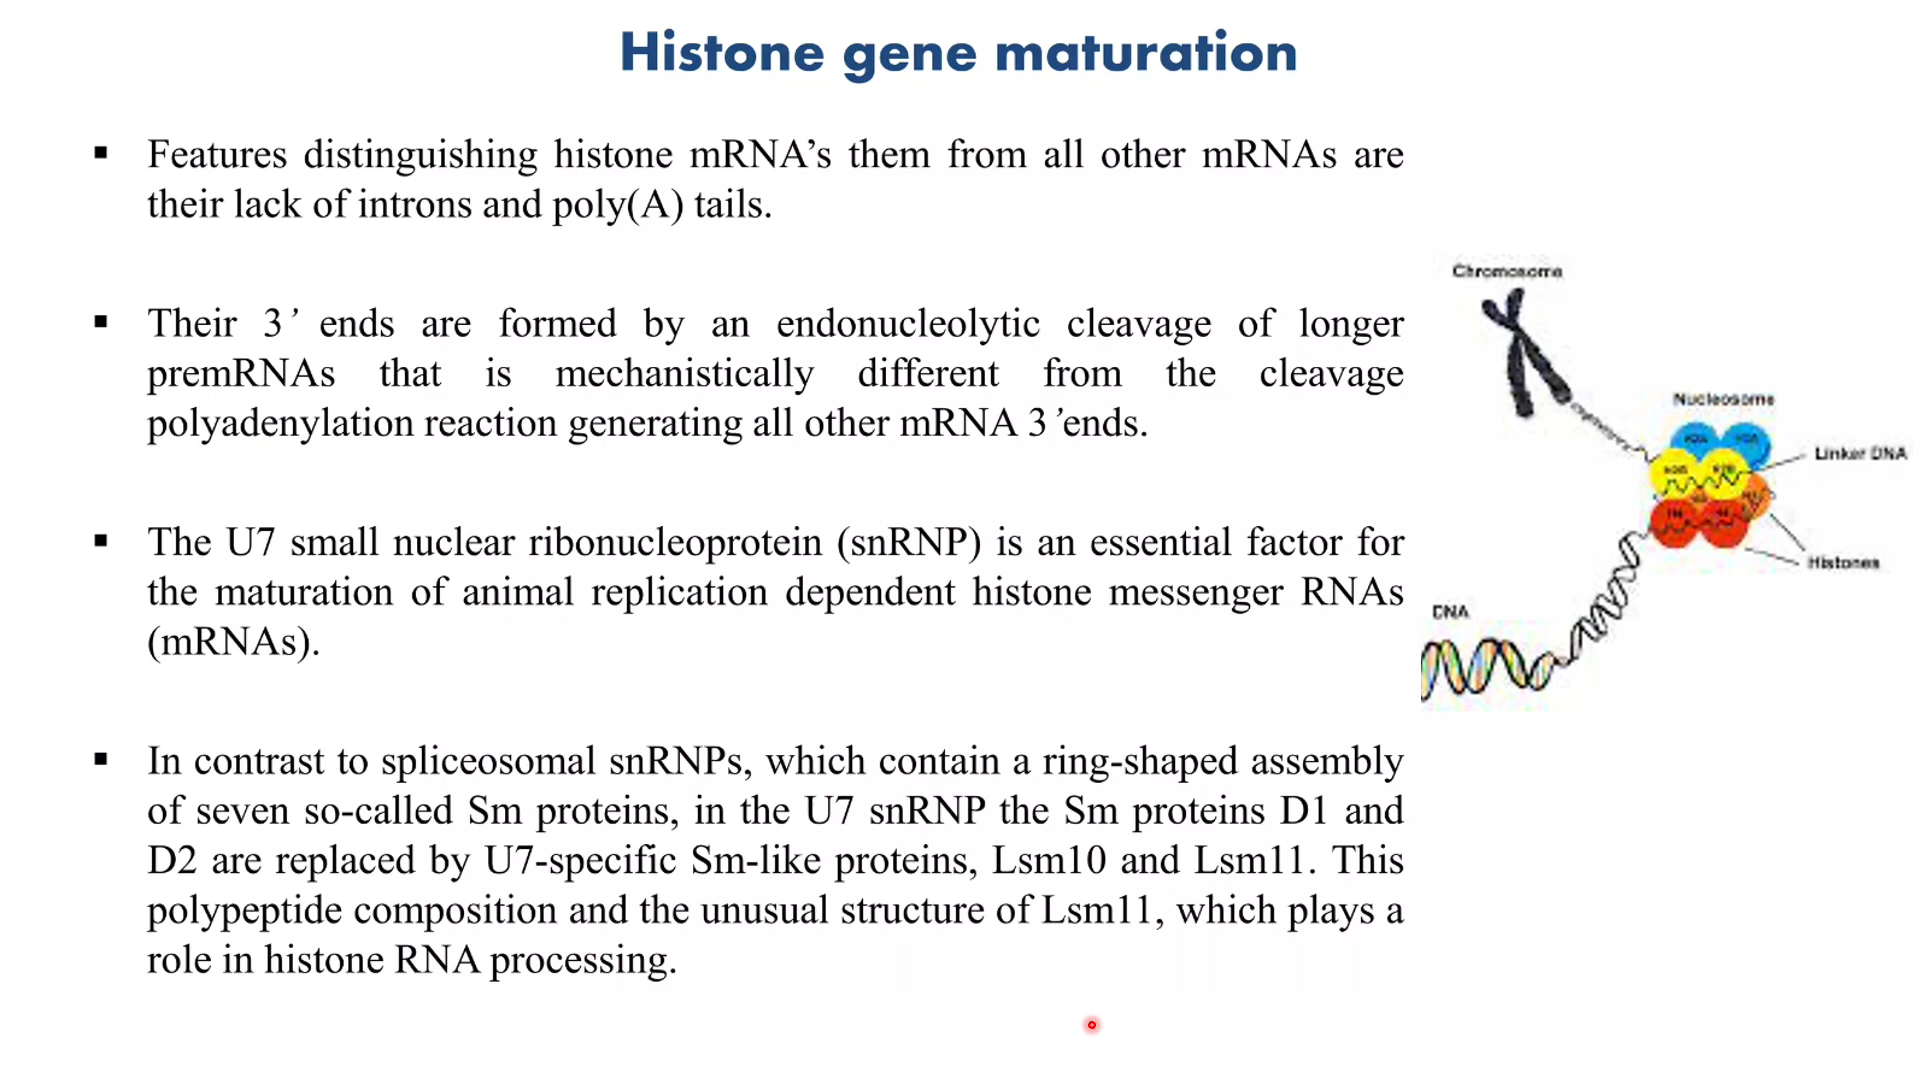 Histone gene maturation
▪ Features distinguishing histone mRNA’s them from all other mRNAs are
their lack of introns and poly(A) tails.
▪ Their 3’ ends are formed by an endonucleolytic cleavage of longer
premRNAs that is mechanistically different from the cleavage
polyadenylation reaction generating all other mRNA 3’ends.
▪ The U7 small nuclear ribonucleoprotein (snRNP) is an essential factor for
the maturation of animal replication dependent histone messenger RNAs
(mRNAs).
▪ In contrast to spliceosomal snRNPs, which contain a ring-shaped assembly
of seven so-called Sm proteins, in the U7 snRNP the Sm proteins D1 and
D2 are replaced by U7-specific Sm-like proteins, Lsm10 and Lsm11. This
polypeptide composition and the unusual structure of Lsm11, which plays a
role in histone RNA processing.
Chromosome
Nucleosome
Linker DNA
Histones
DNA